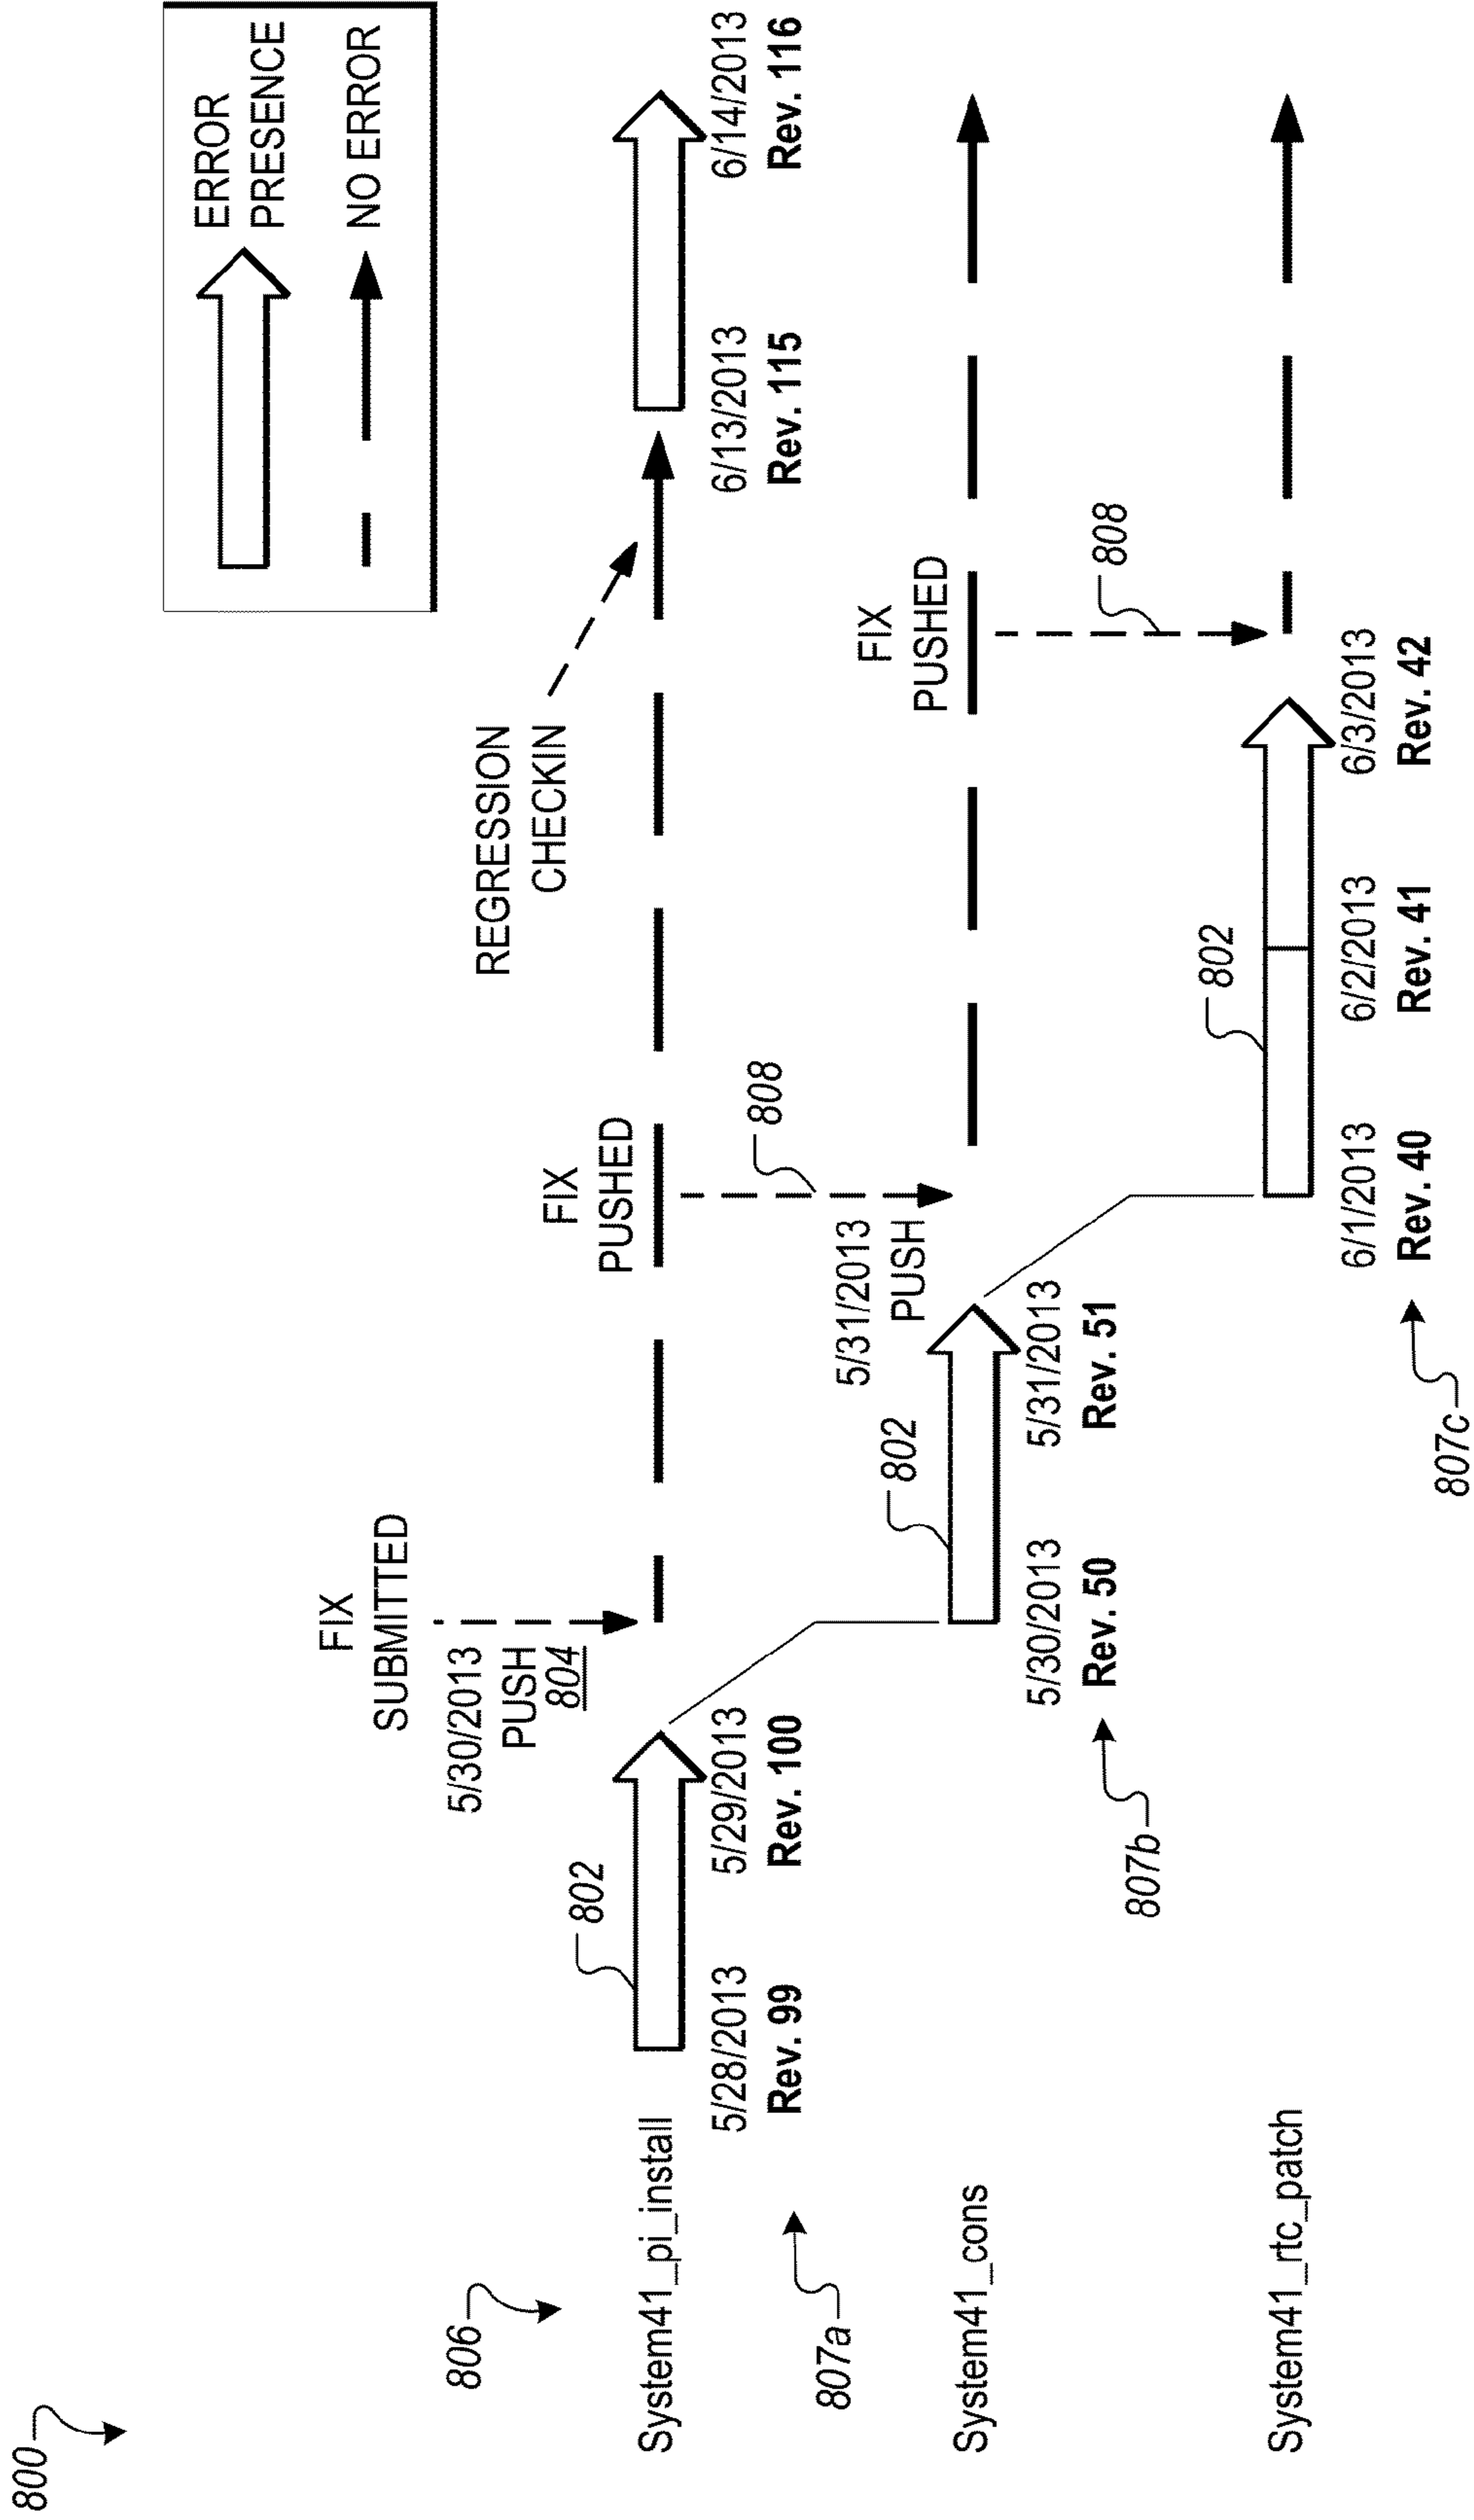 800
ERROR
PRESENCE
NO ERROR
806
FIX
SUBMITTED
5/30/2013
PUSH
804
REGRESSION
CHECKIN
FIX
PUSHED
802
System41_pi_install
5/28/2013
Rev. 99
5/29/2013
Rev. 100
6/13/2013
Rev. 115
6/14/2013
Rev. 116
807a
808
5/31/2013
PUSH
FIX
PUSHED
802
System41_cons
5/30/2013
Rev. 50
5/31/2013
Rev. 51
807b
808
802
System41_rtc_patch
6/1/2013
Rev. 40
6/2/2013
Rev. 41
6/3/2013
Rev. 42
807c